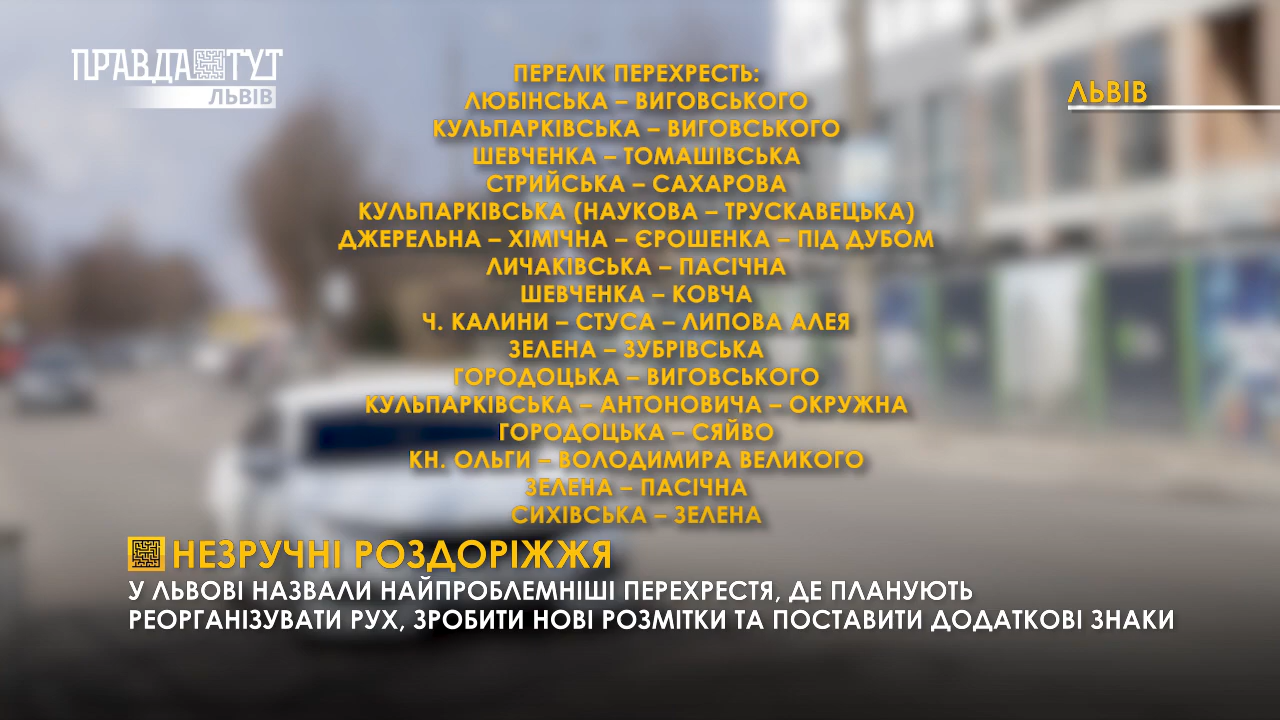 ПРАВДА ТУТ
ЛЬВІВ
ЛЬВІВ
ПЕРЕЛІК ПЕРЕХРЕСТЬ:
ЛЮБІНСЬКА – ВИГОВСЬКОГО
КУЛЬПАРКІВСЬКА – ВИГОВСЬКОГО
ШЕВЧЕНКА – ТОМАШІВСЬКА
СТРИЙСЬКА – САХАРОВА
КУЛЬПАРКІВСЬКА (НАУКОВА – ТРУСКАВЕЦЬКА)
ДЖЕРЕЛЬНА – ХІМІЧНА – ЄРОШЕНКА – ПІД ДУБОМ
ЛИЧАКІВСЬКА – ПАСІЧНА
ШЕВЧЕНКА – КОВЧА
Ч. КАЛИНИ – СТУСА – ЛИПОВА АЛЕЯ
ЗЕЛЕНА – ЗУБРІВСЬКА
ГОРОДОЦЬКА – ВИГОВСЬКОГО
КУЛЬПАРКІВСЬКА – АНТОНОВИЧА – ОКРУЖНА
ГОРОДОЦЬКА – СЯЙВО
КН. ОЛЬГИ – ВОЛОДИМИРА ВЕЛИКОГО
ЗЕЛЕНА – ПАСІЧНА
СИХІВСЬКА – ЗЕЛЕНА
НЕЗРУЧНІ РОЗДОРІЖЖЯ
У ЛЬВОВІ НАЗВАЛИ НАЙПРОБЛЕМНІШІ ПЕРЕХРЕСТЯ, ДЕ ПЛАНУЮТЬ
РЕОРГАНІЗУВАТИ РУХ, ЗРОБИТИ НОВІ РОЗМІТКИ ТА ПОСТАВИТИ ДОДАТКОВІ ЗНАКИ